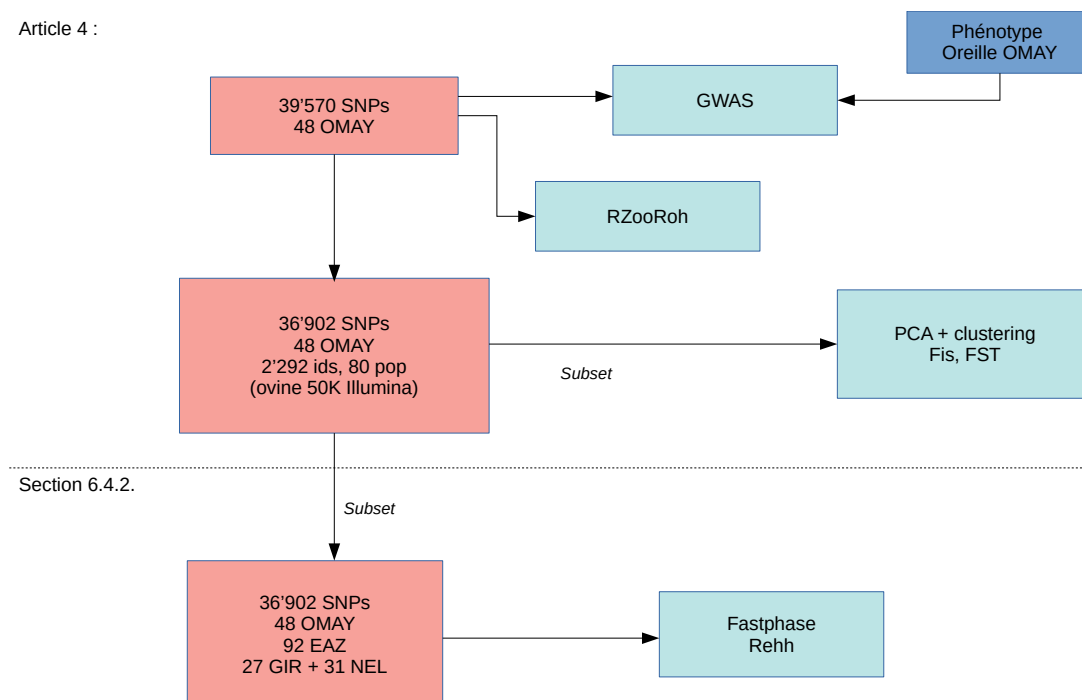 Article 4 :
Phénotype
Oreille OMAY
39’570 SNPs
48 OMAY
GWAS
RZooRoh
36’902 SNPs
48 OMAY
2’292 ids, 80 pop
(ovine 50K Illumina)
Subset
PCA + clustering
Fis, FST
Section 6.4.2.
Subset
36’902 SNPs
48 OMAY
92 EAZ
27 GIR + 31 NEL
Fastphase
Rehh